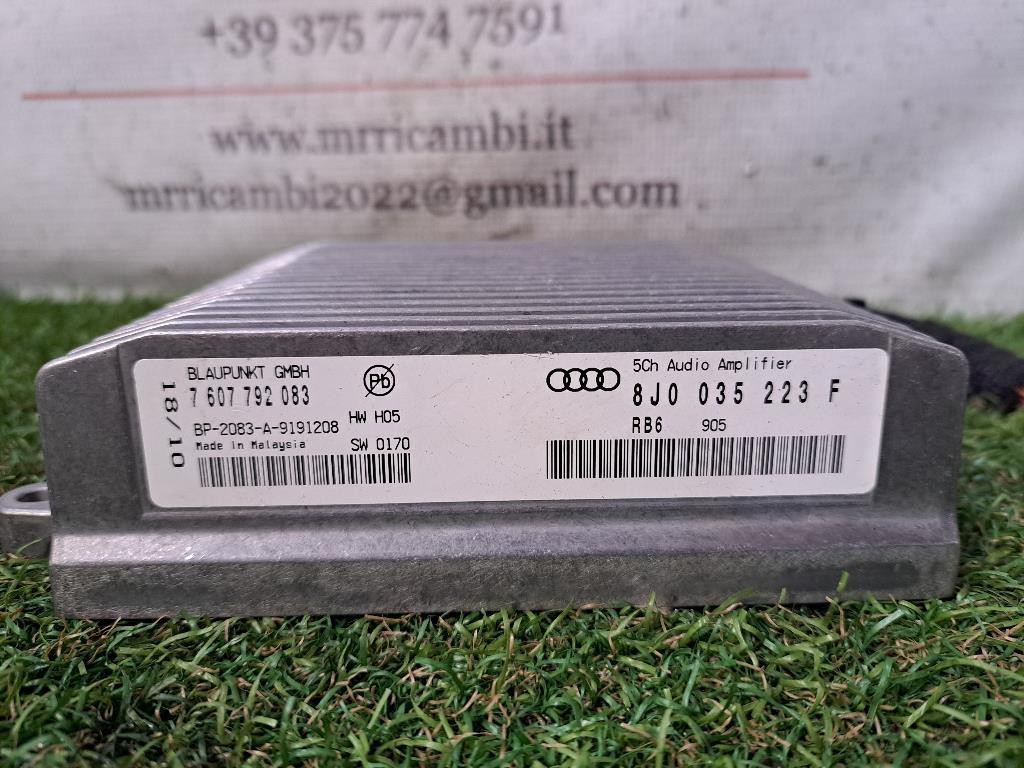 +39 375 774 7591
www.mrricambi.it
mrricambi2022@gmail.com
BLAUPUNKT GMBH
7 607 792 083
Pb
HW H05
BP-2083-A-9191208
Made in Malaysia
SW 0170
18/10
5Ch Audio Amplifier
8J0 035 223 F
RB6 905